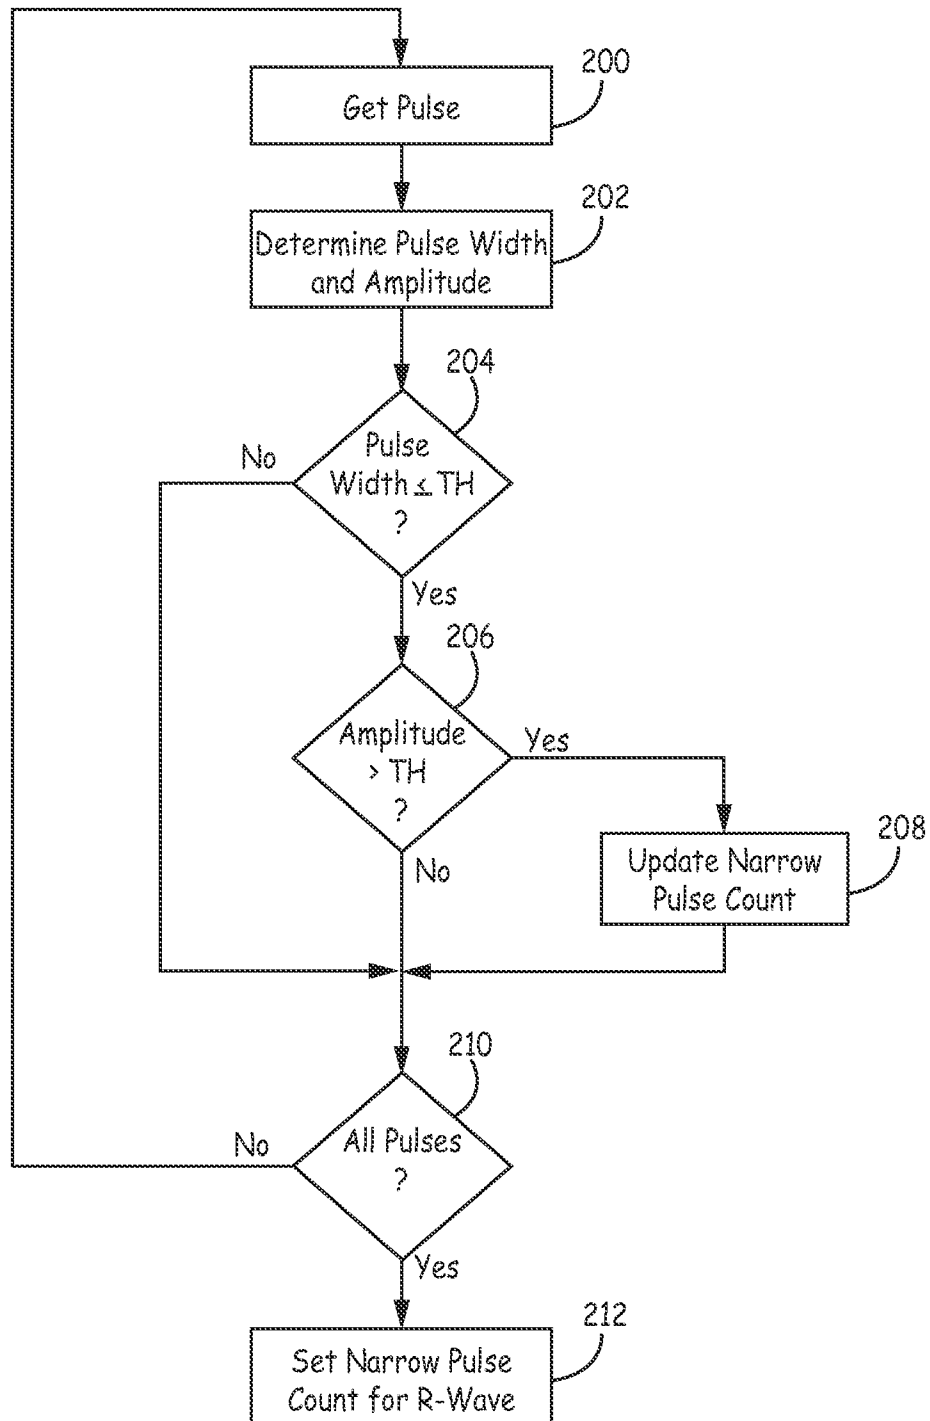 200
Get Pulse
202
Determine Pulse Width
and Amplitude
204
No
Pulse
Width ≤ TH
?
Yes
206
Amplitude
> TH
?
Yes
208
Update Narrow
Pulse Count
No
210
No
All Pulses
?
Yes
212
Set Narrow Pulse
Count for R-Wave